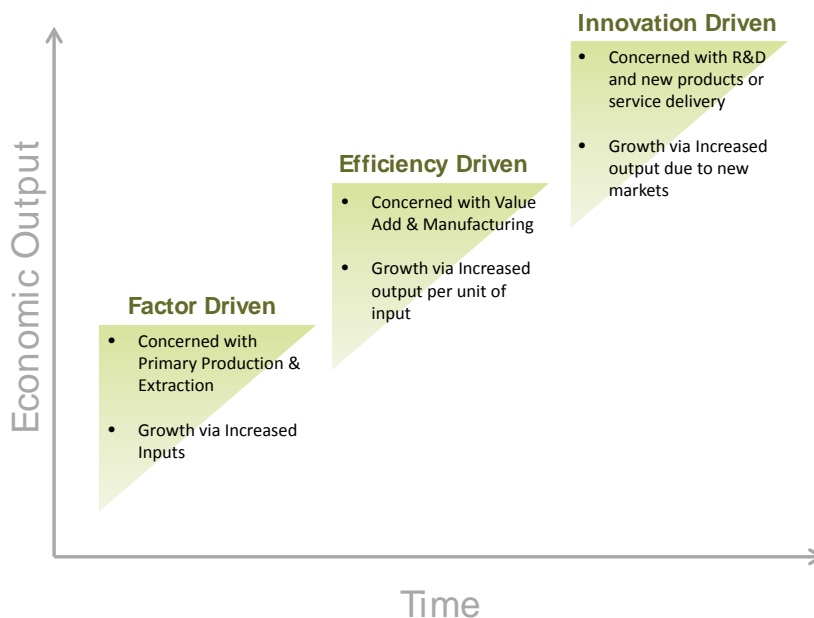 Innovation Driven
• Concerned with R&D
and new products or
service delivery
• Growth via Increased
output due to new
markets
Efficiency Driven
• Concerned with Value
Add & Manufacturing
• Growth via Increased
output per unit of
input
Factor Driven
• Concerned with
Primary Production &
Extraction
• Growth via Increased
Inputs
Economic Output
Time